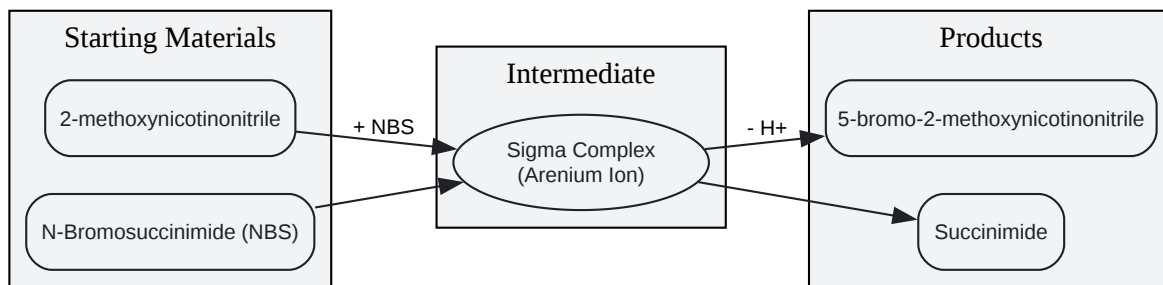 Starting Materials
2-methoxynicotinonitrile
N-Bromosuccinimide (NBS)
+ NBS
Intermediate
Sigma Complex
(Arenium Ion)
- H+
Products
5-bromo-2-methoxynicotinonitrile
Succinimide